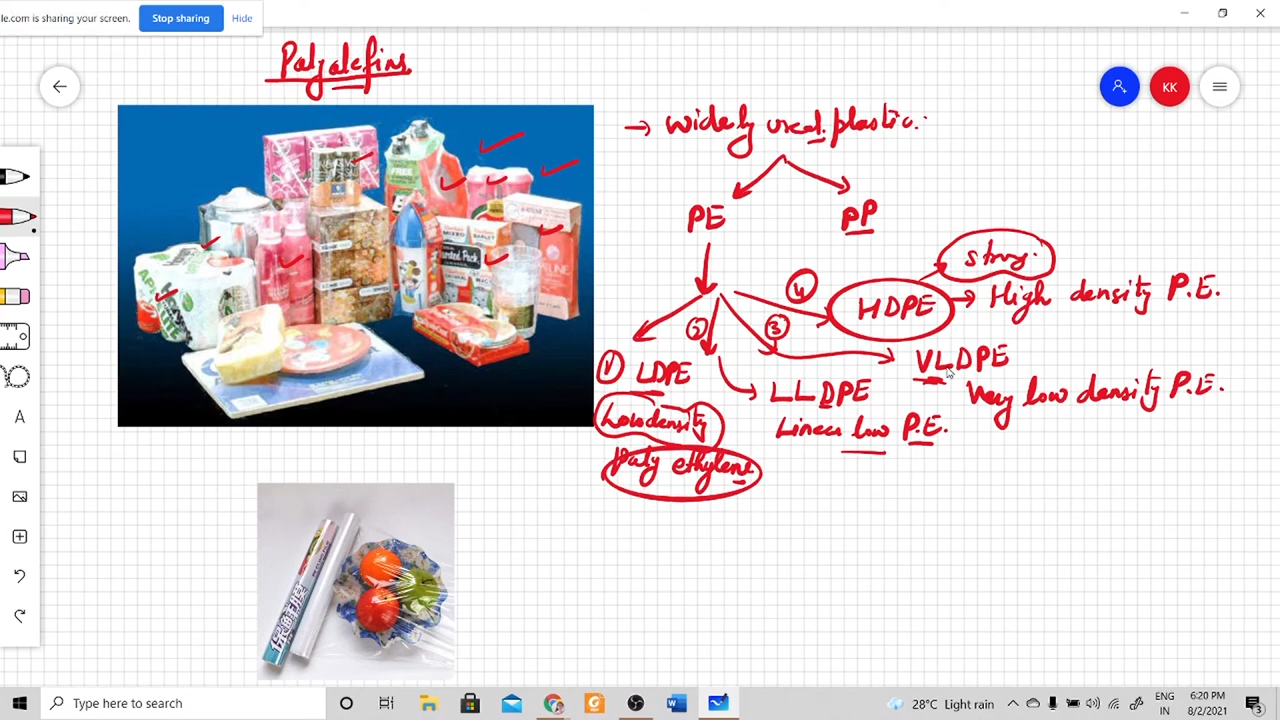 le.com is sharing your screen. Stop sharing Hide
Polyolefins
→ widely used plastic.
PE
PP
strong.
④ HDPE → High density P.E.
② ③
VLDPE
① LDPE
LLDPE
Very low density P.E.
Low density
Linear low P.E.
Poly ethylene
KK
FREE
A
Type here to search
28°C Light rain
ENG
IN
6:20 PM
8/2/2021
3